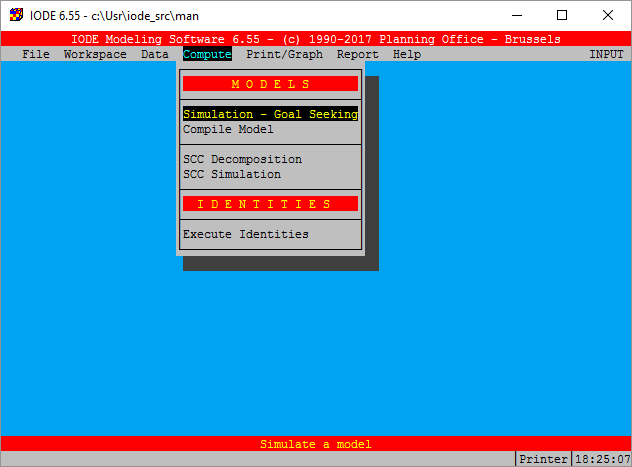 IODE 6.55 - c:\Usr\iode_src\man
IODE Modeling Software 6.55 - (c) 1990-2017 Planning Office - Brussels
File Workspace Data Compute Print/Graph Report Help INPUT
M O D E L S
Simulation - Goal Seeking
Compile Model
SCC Decomposition
SCC Simulation
I D E N T I T I E S
Execute Identities
Simulate a model
Printer 18:25:07